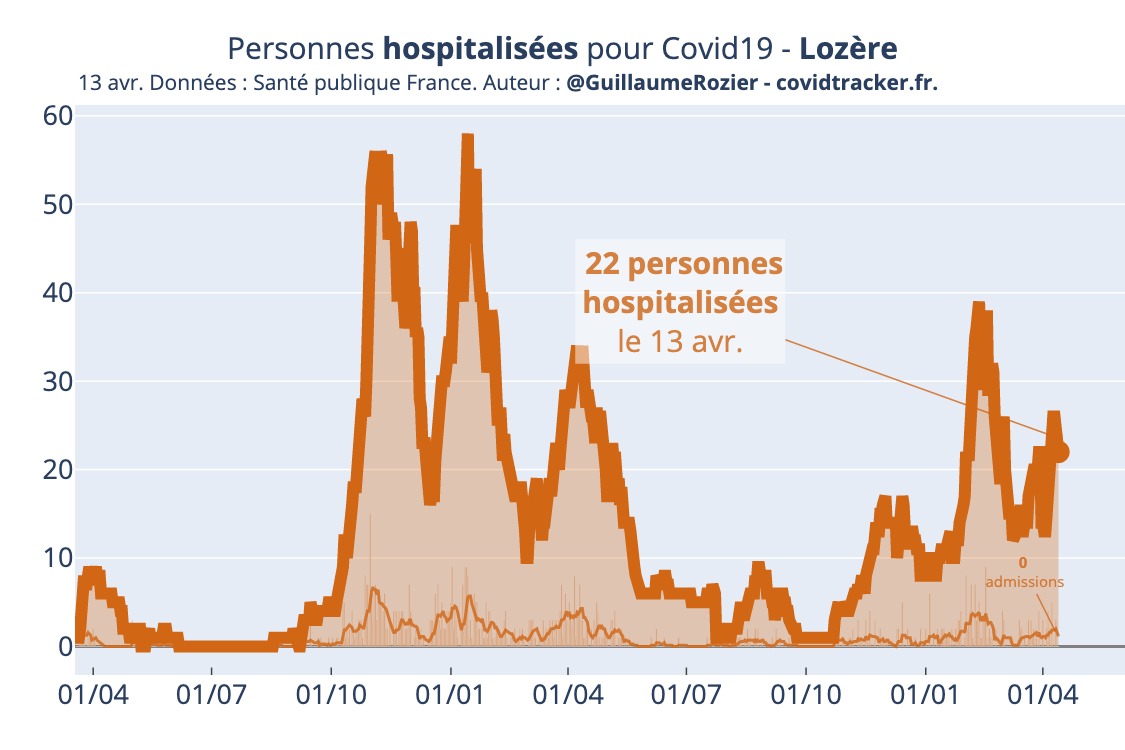 Personnes hospitalisées pour Covid19 - Lozère
13 avr. Données : Santé publique France. Auteur : @GuillaumeRozier - covidtracker.fr.
60
50
40
30
20
10
0
22 personnes
hospitalisées
le 13 avr.
0
admissions
01/04 01/07 01/10 01/01 01/04 01/07 01/10 01/01 01/04